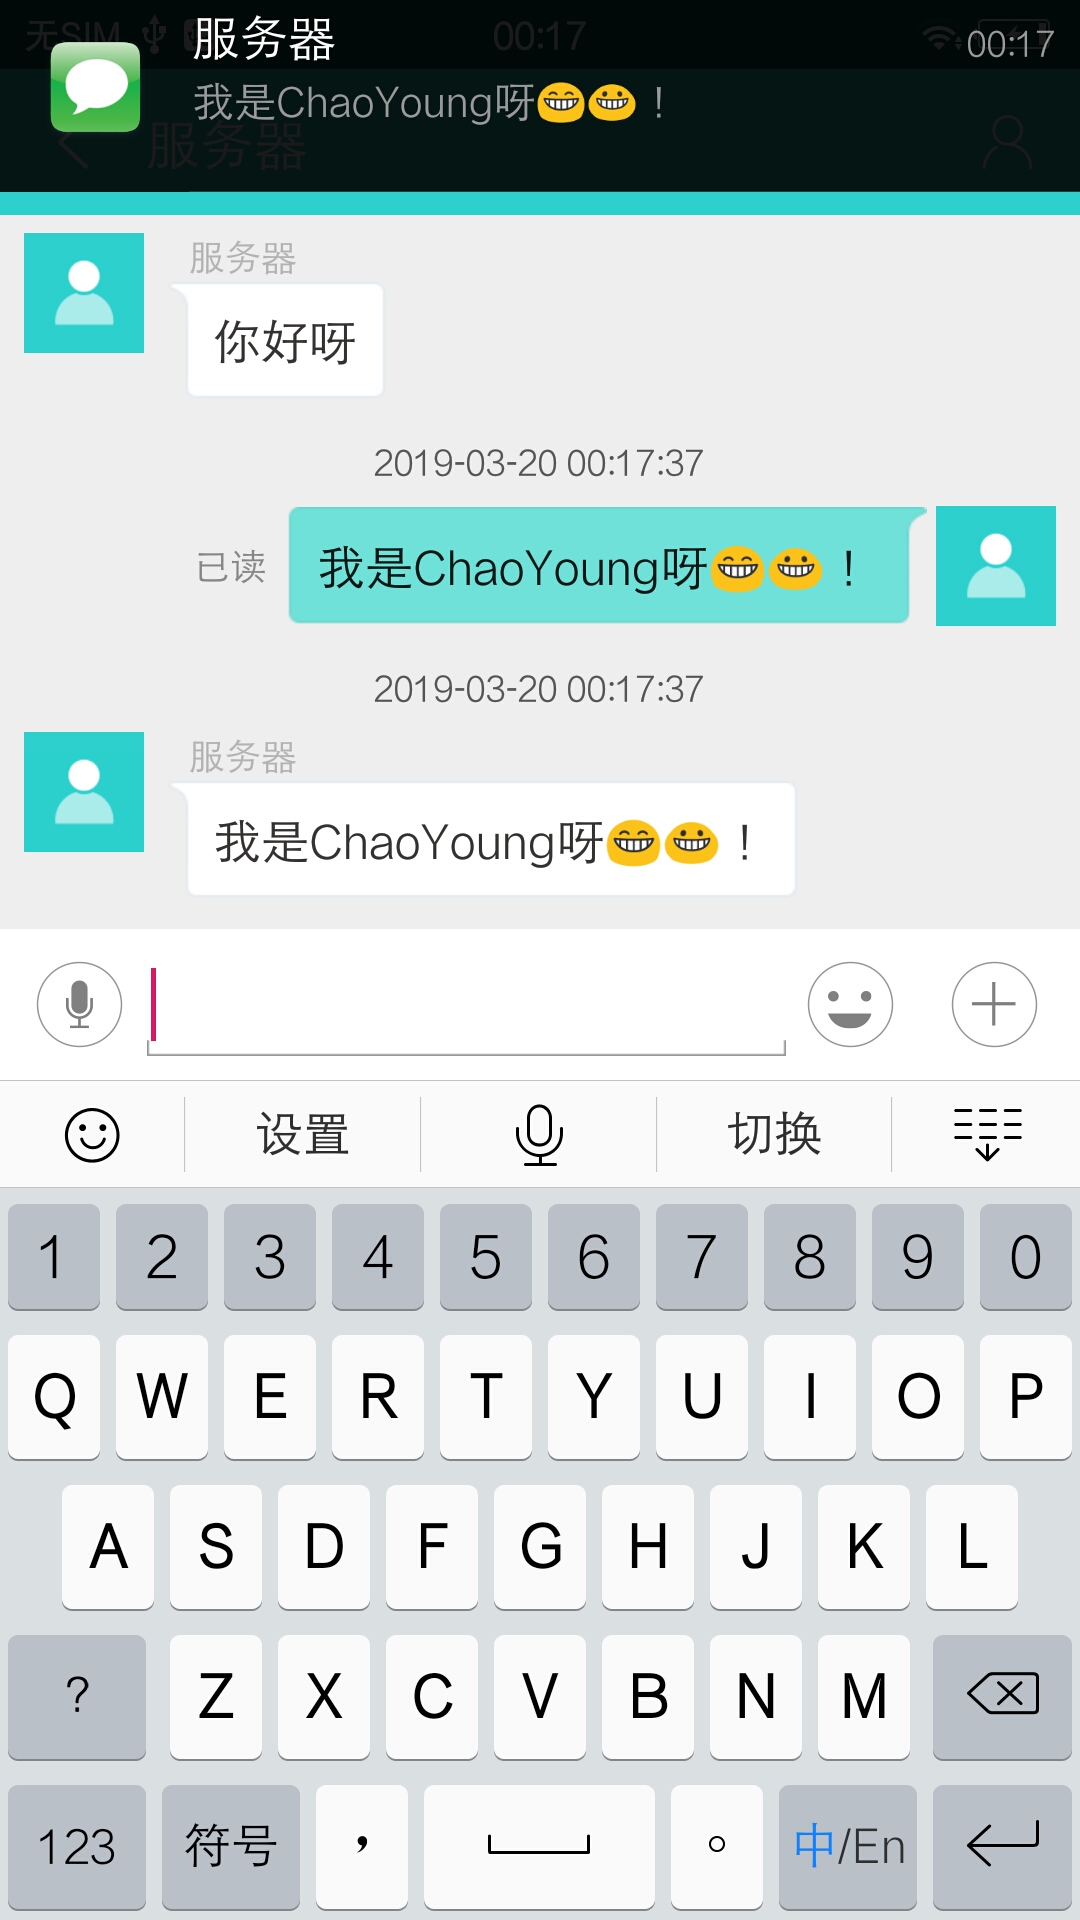 无SIM 00:17
服务器
00:17
我是ChaoYoung呀😁😀！
服务器
服务器
你好呀
2019-03-20 00:17:37
已读 我是ChaoYoung呀😁😀！
2019-03-20 00:17:37
服务器
我是ChaoYoung呀😁😀！
设置 切换
1 2 3 4 5 6 7 8 9 0
Q W E R T Y U I O P
A S D F G H J K L
? Z X C V B N M
123 符号 , 。 中/En